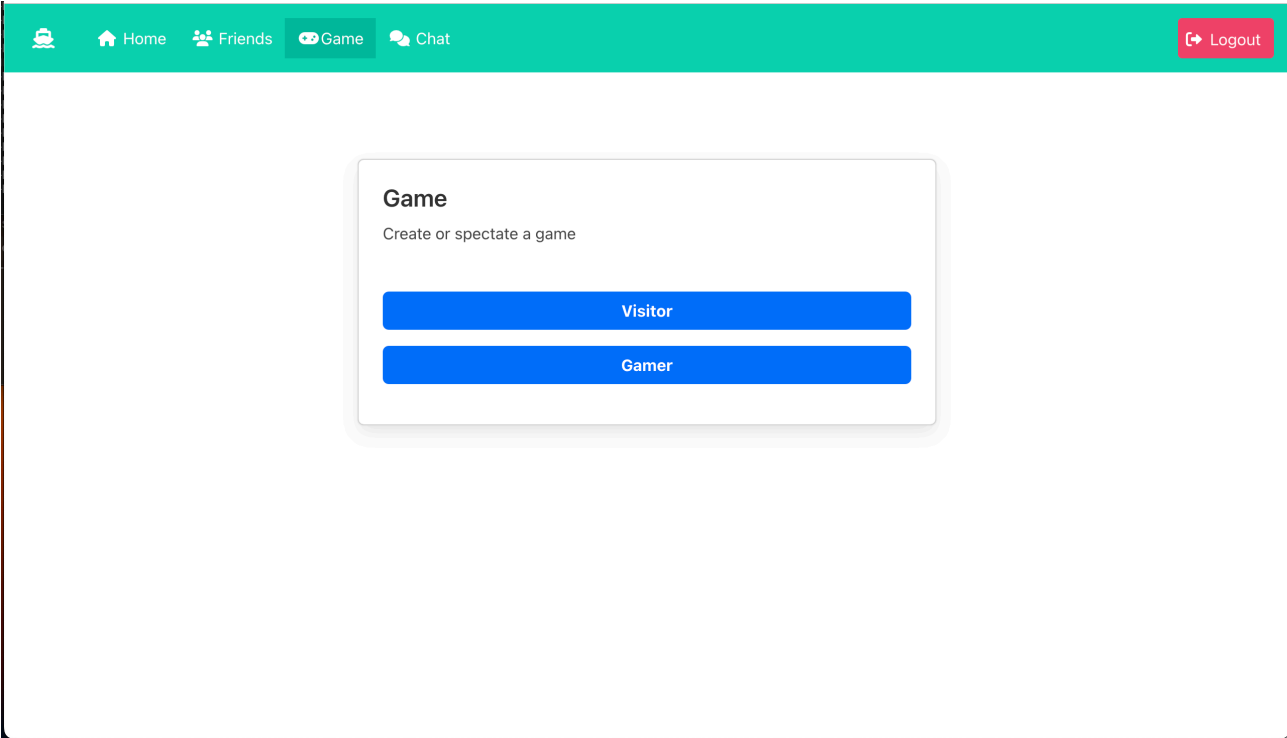 Home Friends Game Chat Logout
Game
Create or spectate a game
Visitor
Gamer